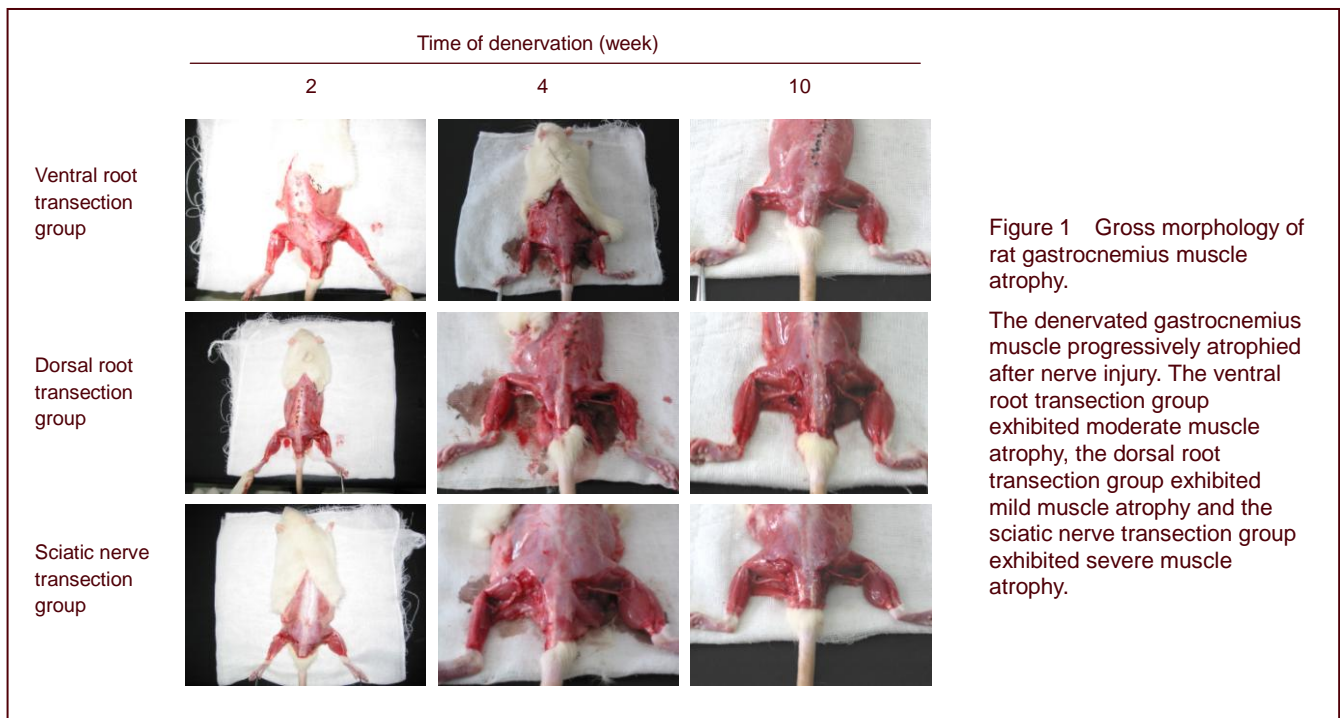 Time of denervation (week)
2 4 10
Ventral root
transection
group
Dorsal root
transection
group
Sciatic nerve
transection
group
Figure 1 Gross morphology of
rat gastrocnemius muscle
atrophy.
The denervated gastrocnemius
muscle progressively atrophied
after nerve injury. The ventral
root transection group
exhibited moderate muscle
atrophy, the dorsal root
transection group exhibited
mild muscle atrophy and the
sciatic nerve transection group
exhibited severe muscle
atrophy.